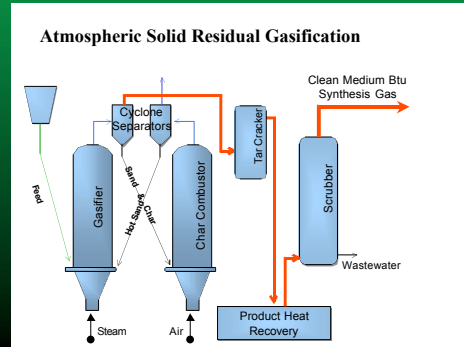 Atmospheric Solid Residual Gasification
Clean Medium Btu
Synthesis Gas
Cyclone
Separators
Tar Cracker
Feed
Gasifier
Sand & Char
Hot Sand
Char Combustor
Scrubber
Wastewater
Product Heat
Recovery
Steam
Air